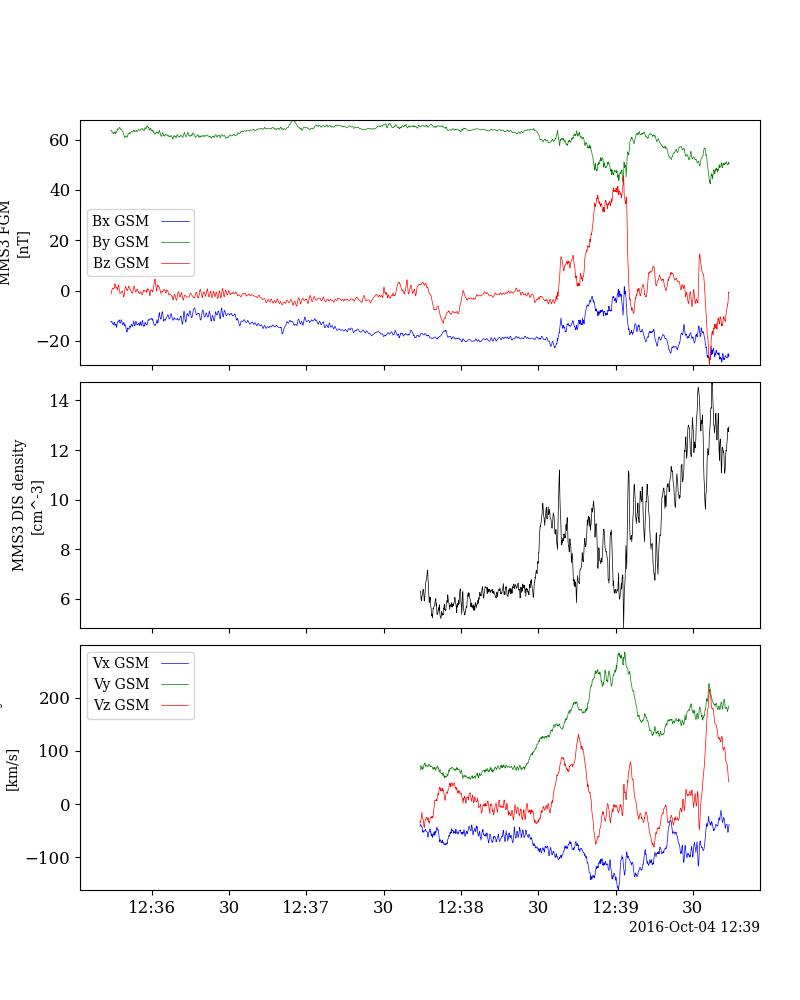 60
40
20
0
−20
MMS3 FGM
[nT]
Bx GSM
By GSM
Bz GSM
14
12
10
8
6
MMS3 DIS density
[cm^-3]
200
100
0
−100
[km/s]
Vx GSM
Vy GSM
Vz GSM
12:36 30 12:37 30 12:38 30 12:39 30
2016-Oct-04 12:39